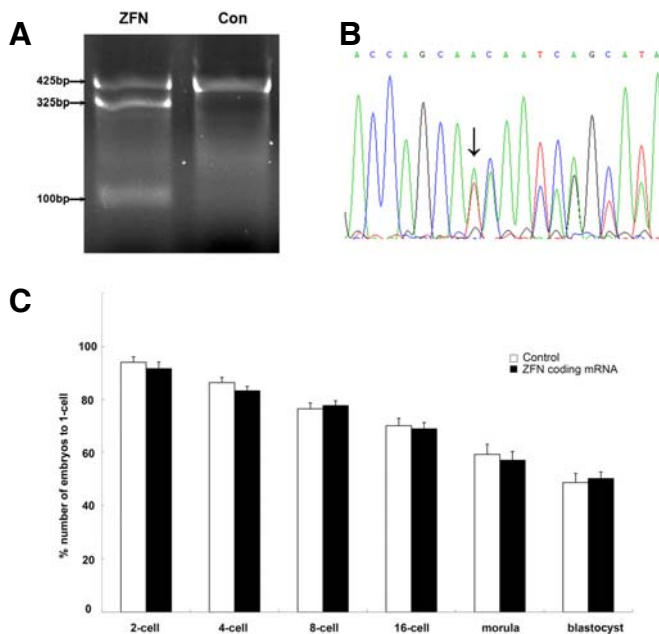 A
ZFN Con
425bp
325bp
100bp
B
A C C A G C A A C A A T C A G C A T A
C
% number of embryos to 1-cell
100
80
60
40
20
0
Control
ZFN coding mRNA
2-cell 4-cell 8-cell 16-cell morula blastocyst